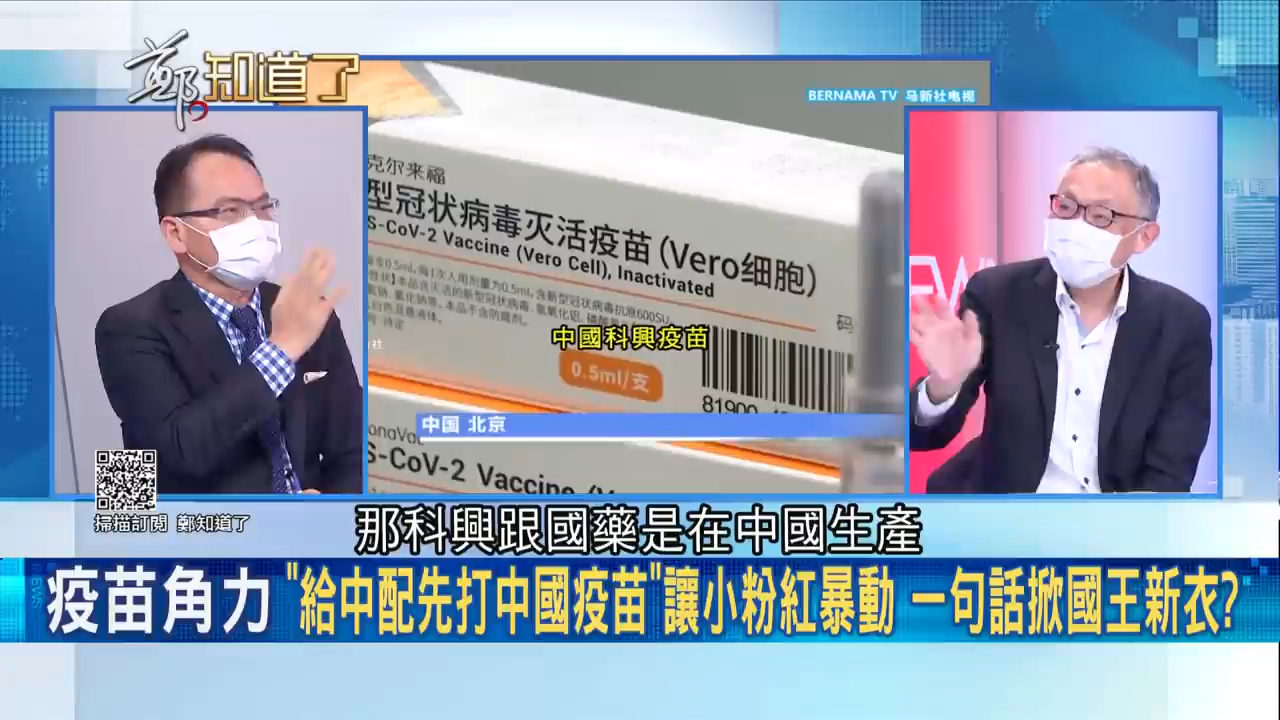 鄭知道了
BERNAMA TV 马新社电视
克尔来福
型冠状病毒灭活疫苗(Vero细胞)
S-CoV-2 Vaccine (Vero Cell), Inactivated
中國科興疫苗
0.5ml/支
码
81900
中国 北京
S-CoV-2 Vaccine
掃描訂閱 鄭知道了
那科興跟國藥是在中國生產
疫苗角力 "給中配先打中國疫苗"讓小粉紅暴動 一句話掀國王新衣?